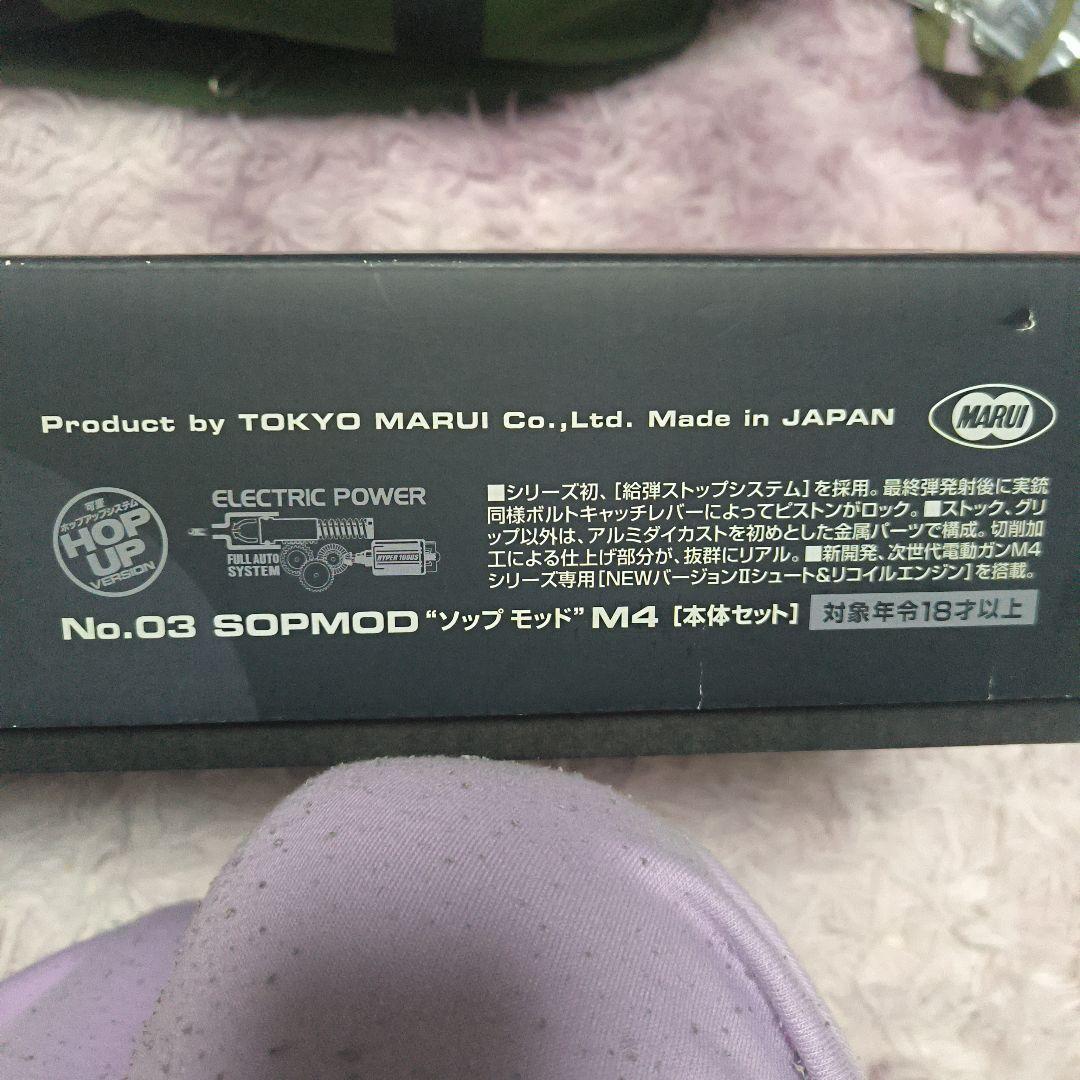 Product by TOKYO MARUI Co.,Ltd. Made in JAPAN
MARUI
可変
ホップアップシステム
HOP
UP
VERSION
ELECTRIC POWER
FULL AUTO
SYSTEM
HYPER 1000S
■シリーズ初、[給弾ストップシステム]を採用。最終弾発射後に実銃
同様ボルトキャッチレバーによってピストンがロック。■ストック、グリ
ップ以外は、アルミダイカストを初めとした金属パーツで構成。切削加
工による仕上げ部分が、抜群にリアル。■新開発、次世代電動ガンM4
シリーズ専用[NEWバージョンⅡシュート&リコイルエンジン]を搭載。
No.03 SOPMOD “ソップ モッド” M4 [本体セット] 対象年令18才以上